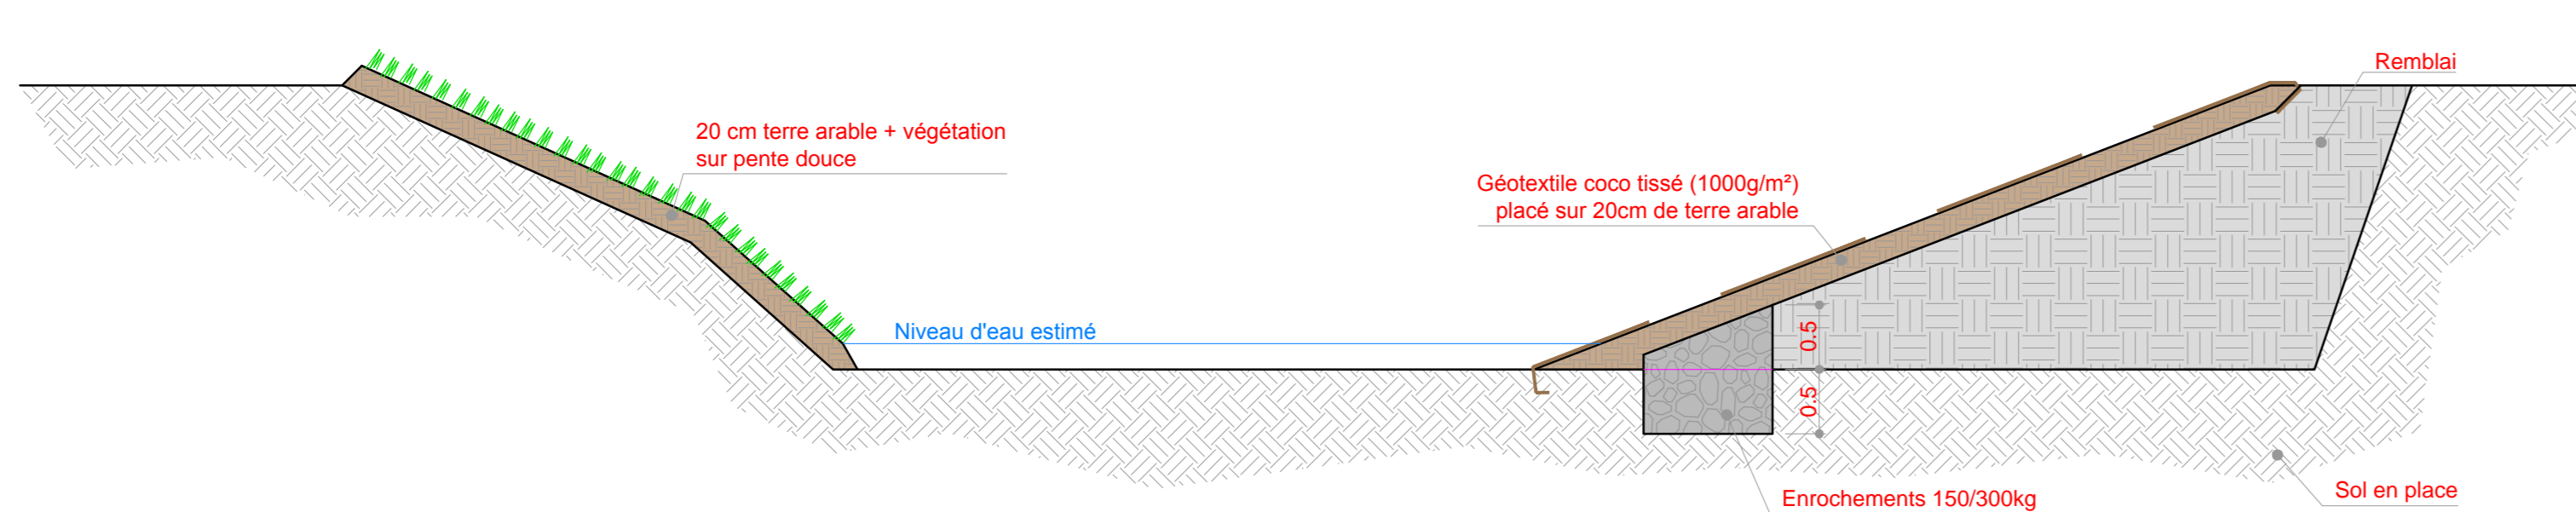 Remblai
20 cm terre arable + végétation
sur pente douce
Géotextile coco tissé (1000g/m²)
placé sur 20cm de terre arable
Niveau d'eau estimé
0.5
0.5
Enrochements 150/300kg
Sol en place